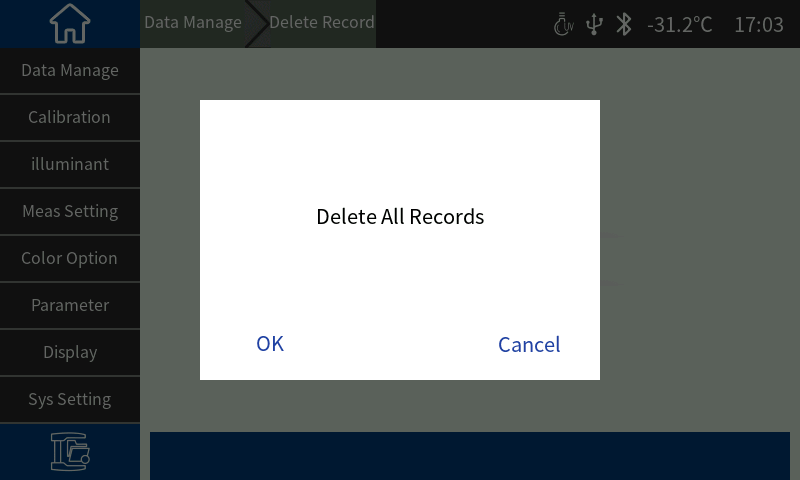 Data Manage Delete Record UV -31.2°C 17:03
Data Manage
Calibration
illuminant
Meas Setting
Color Option
Parameter
Display
Sys Setting
Delete All Records
OK Cancel